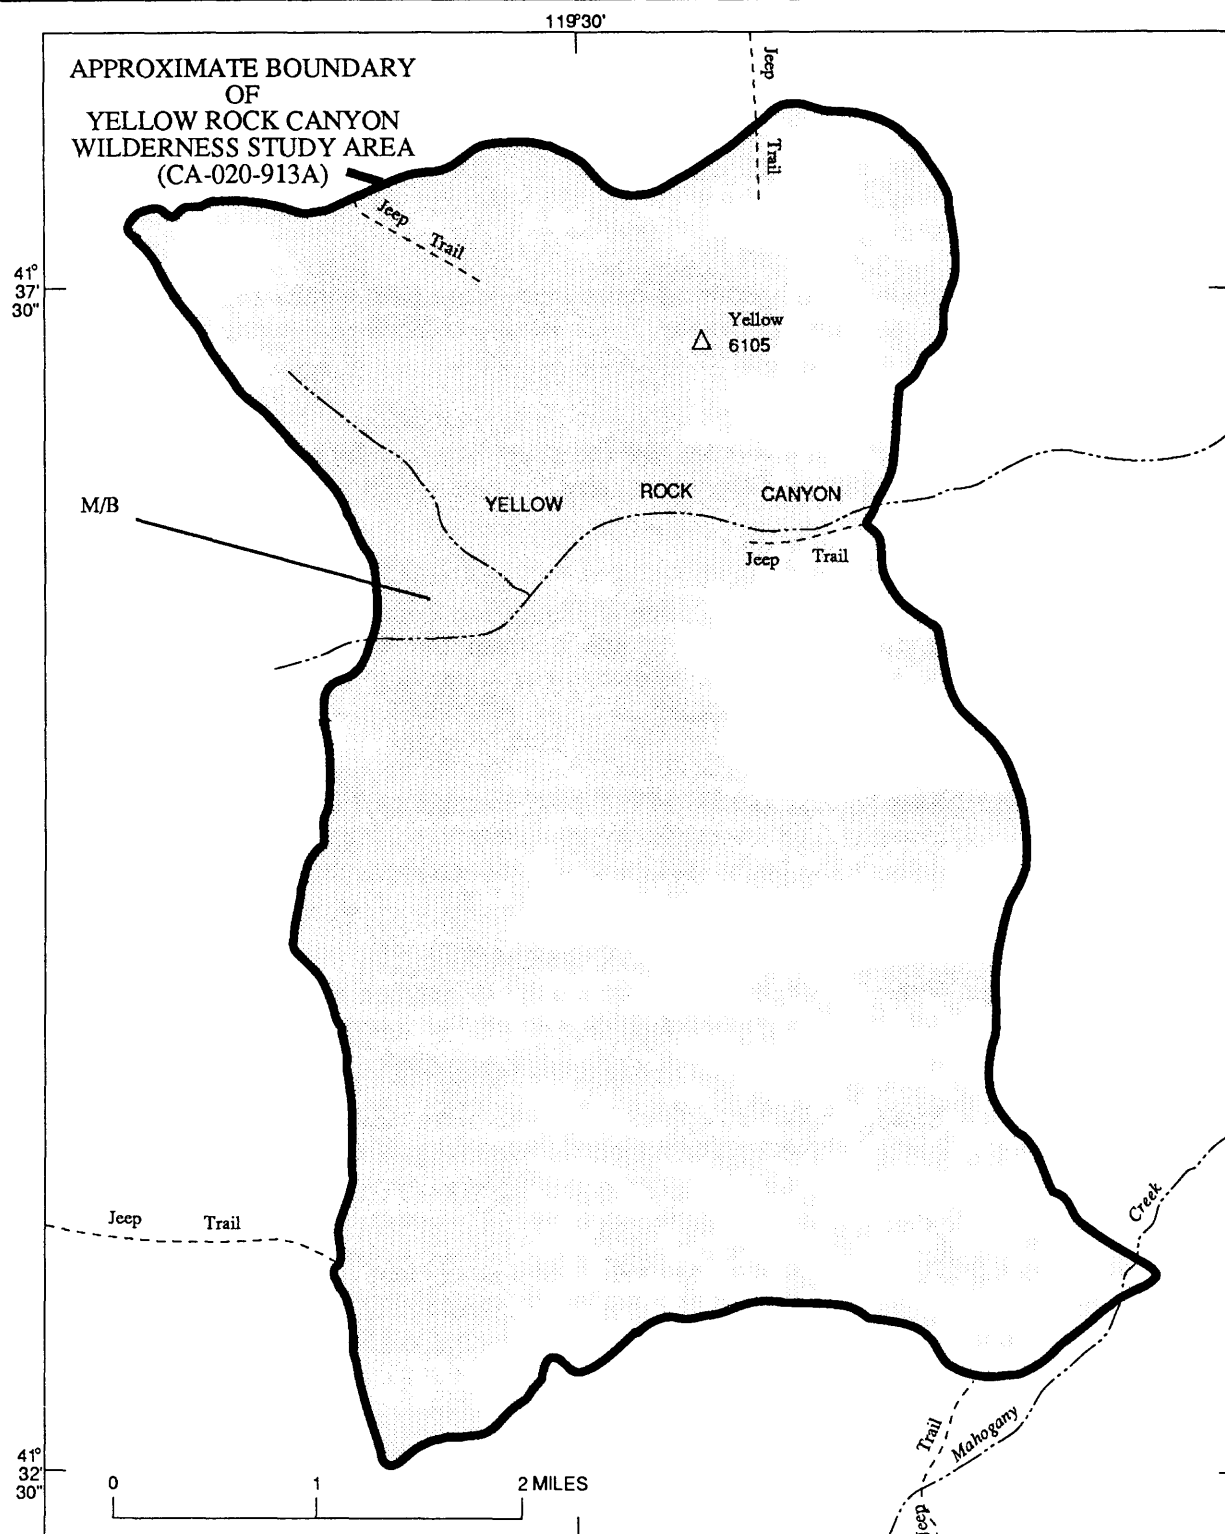 119°30'
APPROXIMATE BOUNDARY
OF
YELLOW ROCK CANYON
WILDERNESS STUDY AREA
(CA-020-913A)
Jeep
Trail
Jeep
Trail
41°
37'
30"
Yellow
6105
M/B
YELLOW
ROCK
CANYON
Jeep
Trail
Jeep
Trail
Creek
Mahogany
Trail
Jeep
41°
32'
30"
0
1
2 MILES